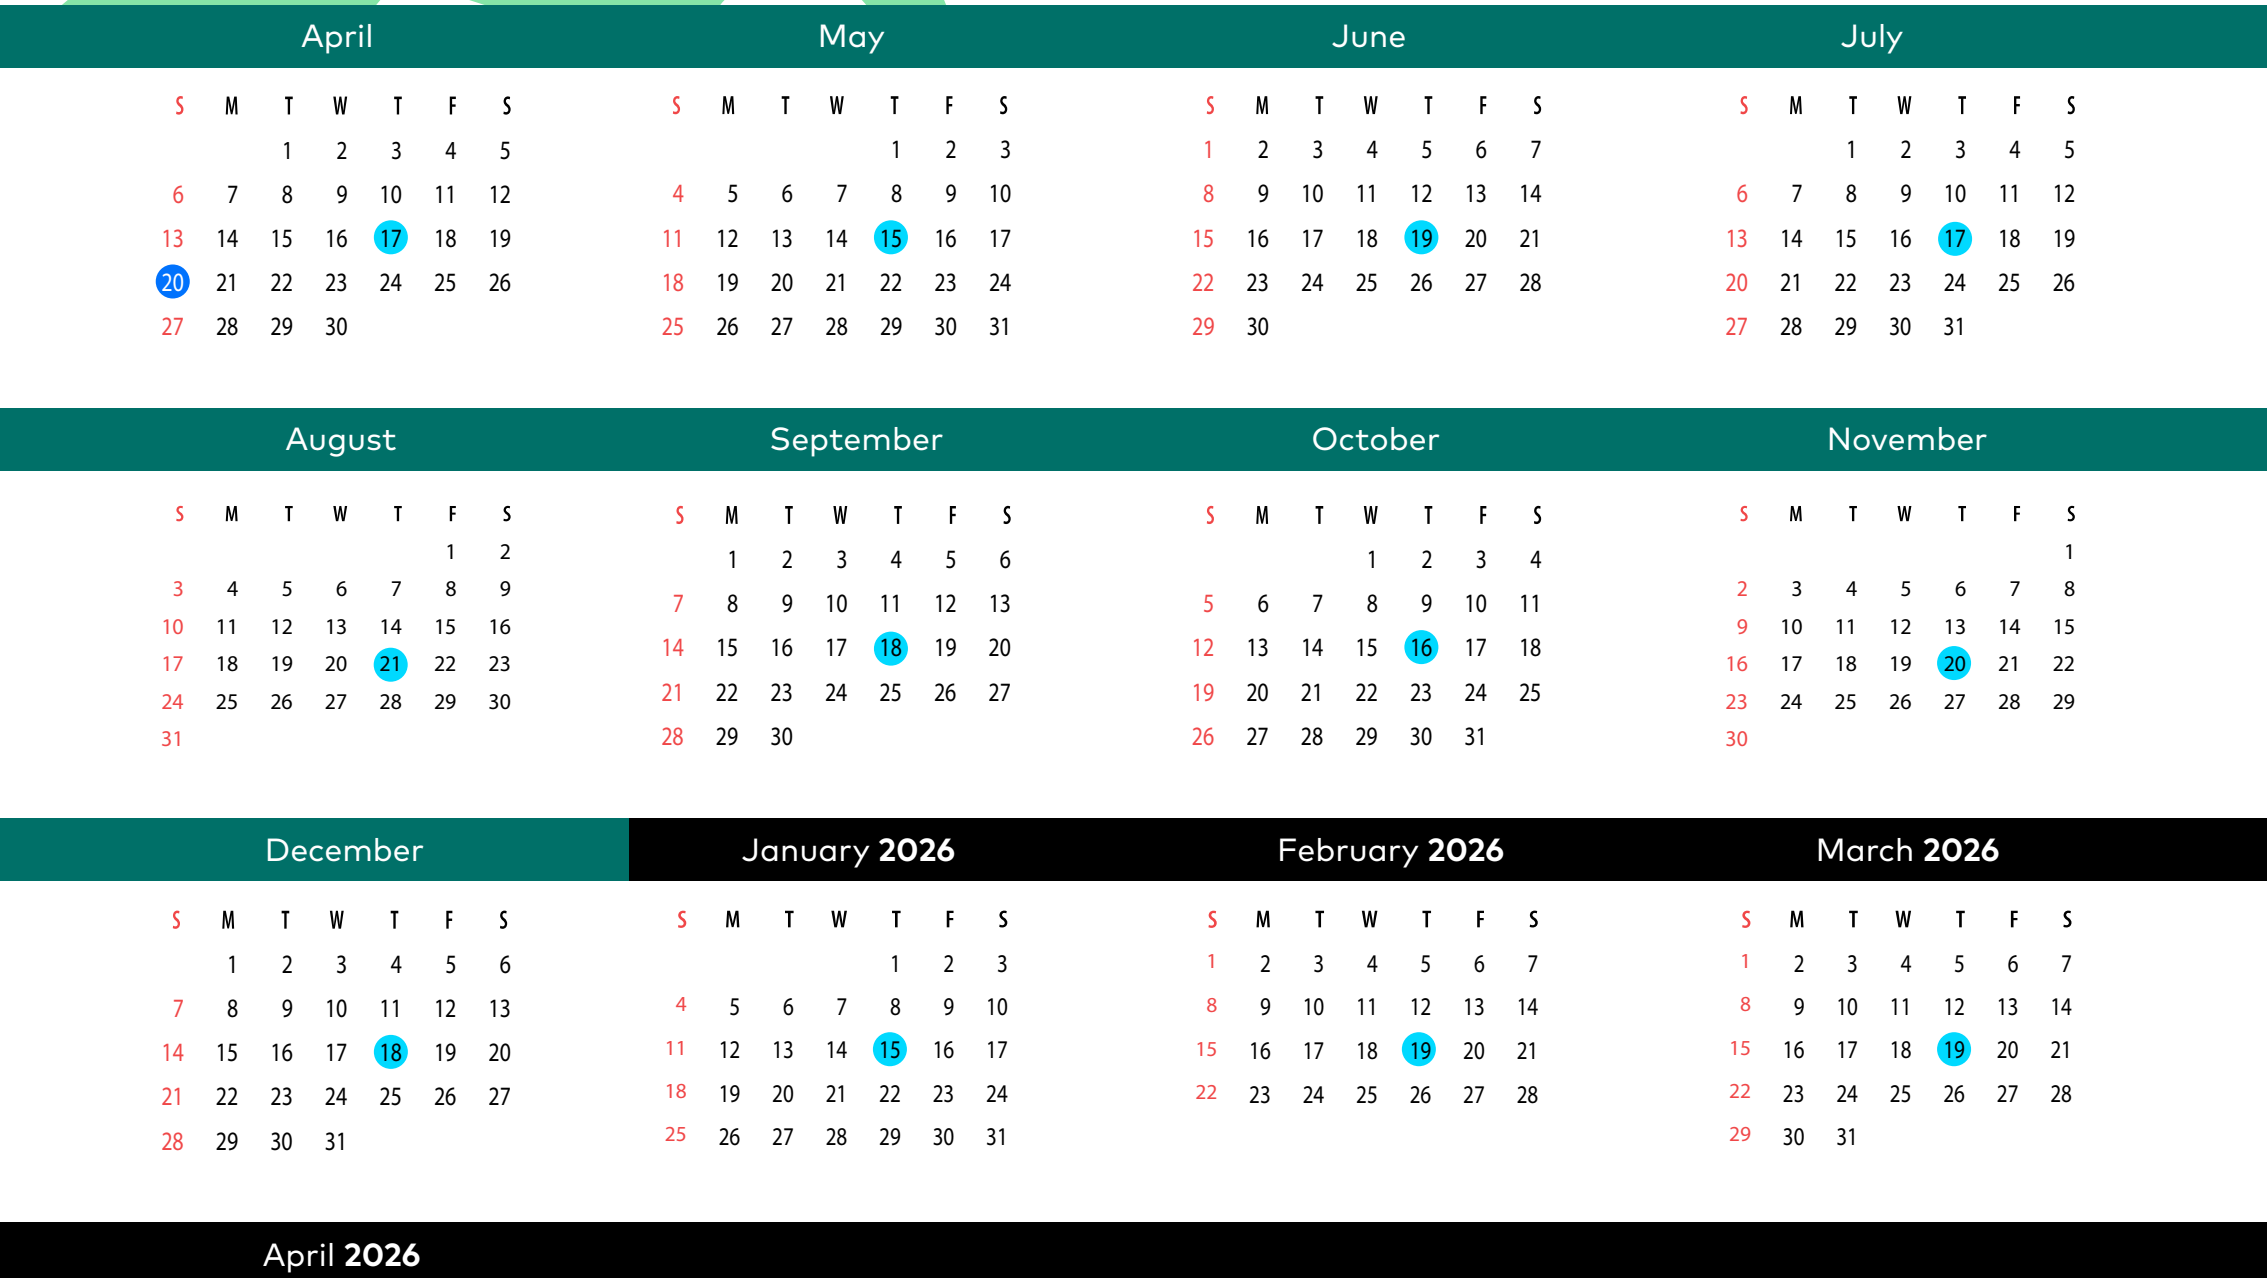 April
S M T W T F S
1 2 3 4 5
6 7 8 9 10 11 12
13 14 15 16 17 18 19
20 21 22 23 24 25 26
27 28 29 30
May
S M T W T F S
1 2 3
4 5 6 7 8 9 10
11 12 13 14 15 16 17
18 19 20 21 22 23 24
25 26 27 28 29 30 31
June
S M T W T F S
1 2 3 4 5 6 7
8 9 10 11 12 13 14
15 16 17 18 19 20 21
22 23 24 25 26 27 28
29 30
July
S M T W T F S
1 2 3 4 5
6 7 8 9 10 11 12
13 14 15 16 17 18 19
20 21 22 23 24 25 26
27 28 29 30 31
August
S M T W T F S
1 2
3 4 5 6 7 8 9
10 11 12 13 14 15 16
17 18 19 20 21 22 23
24 25 26 27 28 29 30
31
September
S M T W T F S
1 2 3 4 5 6
7 8 9 10 11 12 13
14 15 16 17 18 19 20
21 22 23 24 25 26 27
28 29 30
October
S M T W T F S
1 2 3 4
5 6 7 8 9 10 11
12 13 14 15 16 17 18
19 20 21 22 23 24 25
26 27 28 29 30 31
November
S M T W T F S
1
2 3 4 5 6 7 8
9 10 11 12 13 14 15
16 17 18 19 20 21 22
23 24 25 26 27 28 29
30
December
S M T W T F S
1 2 3 4 5 6
7 8 9 10 11 12 13
14 15 16 17 18 19 20
21 22 23 24 25 26 27
28 29 30 31
January 2026
S M T W T F S
1 2 3
4 5 6 7 8 9 10
11 12 13 14 15 16 17
18 19 20 21 22 23 24
25 26 27 28 29 30 31
February 2026
S M T W T F S
1 2 3 4 5 6 7
8 9 10 11 12 13 14
15 16 17 18 19 20 21
22 23 24 25 26 27 28
March 2026
S M T W T F S
1 2 3 4 5 6 7
8 9 10 11 12 13 14
15 16 17 18 19 20 21
22 23 24 25 26 27 28
29 30 31
April 2026